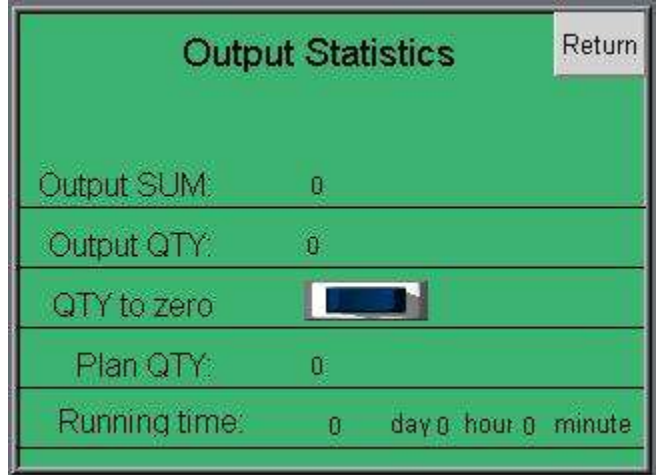 Output Statistics
Return
Output SUM: 0
Output QTY: 0
QTY to zero
Plan QTY: 0
Running time: 0 day 0 hour 0 minute